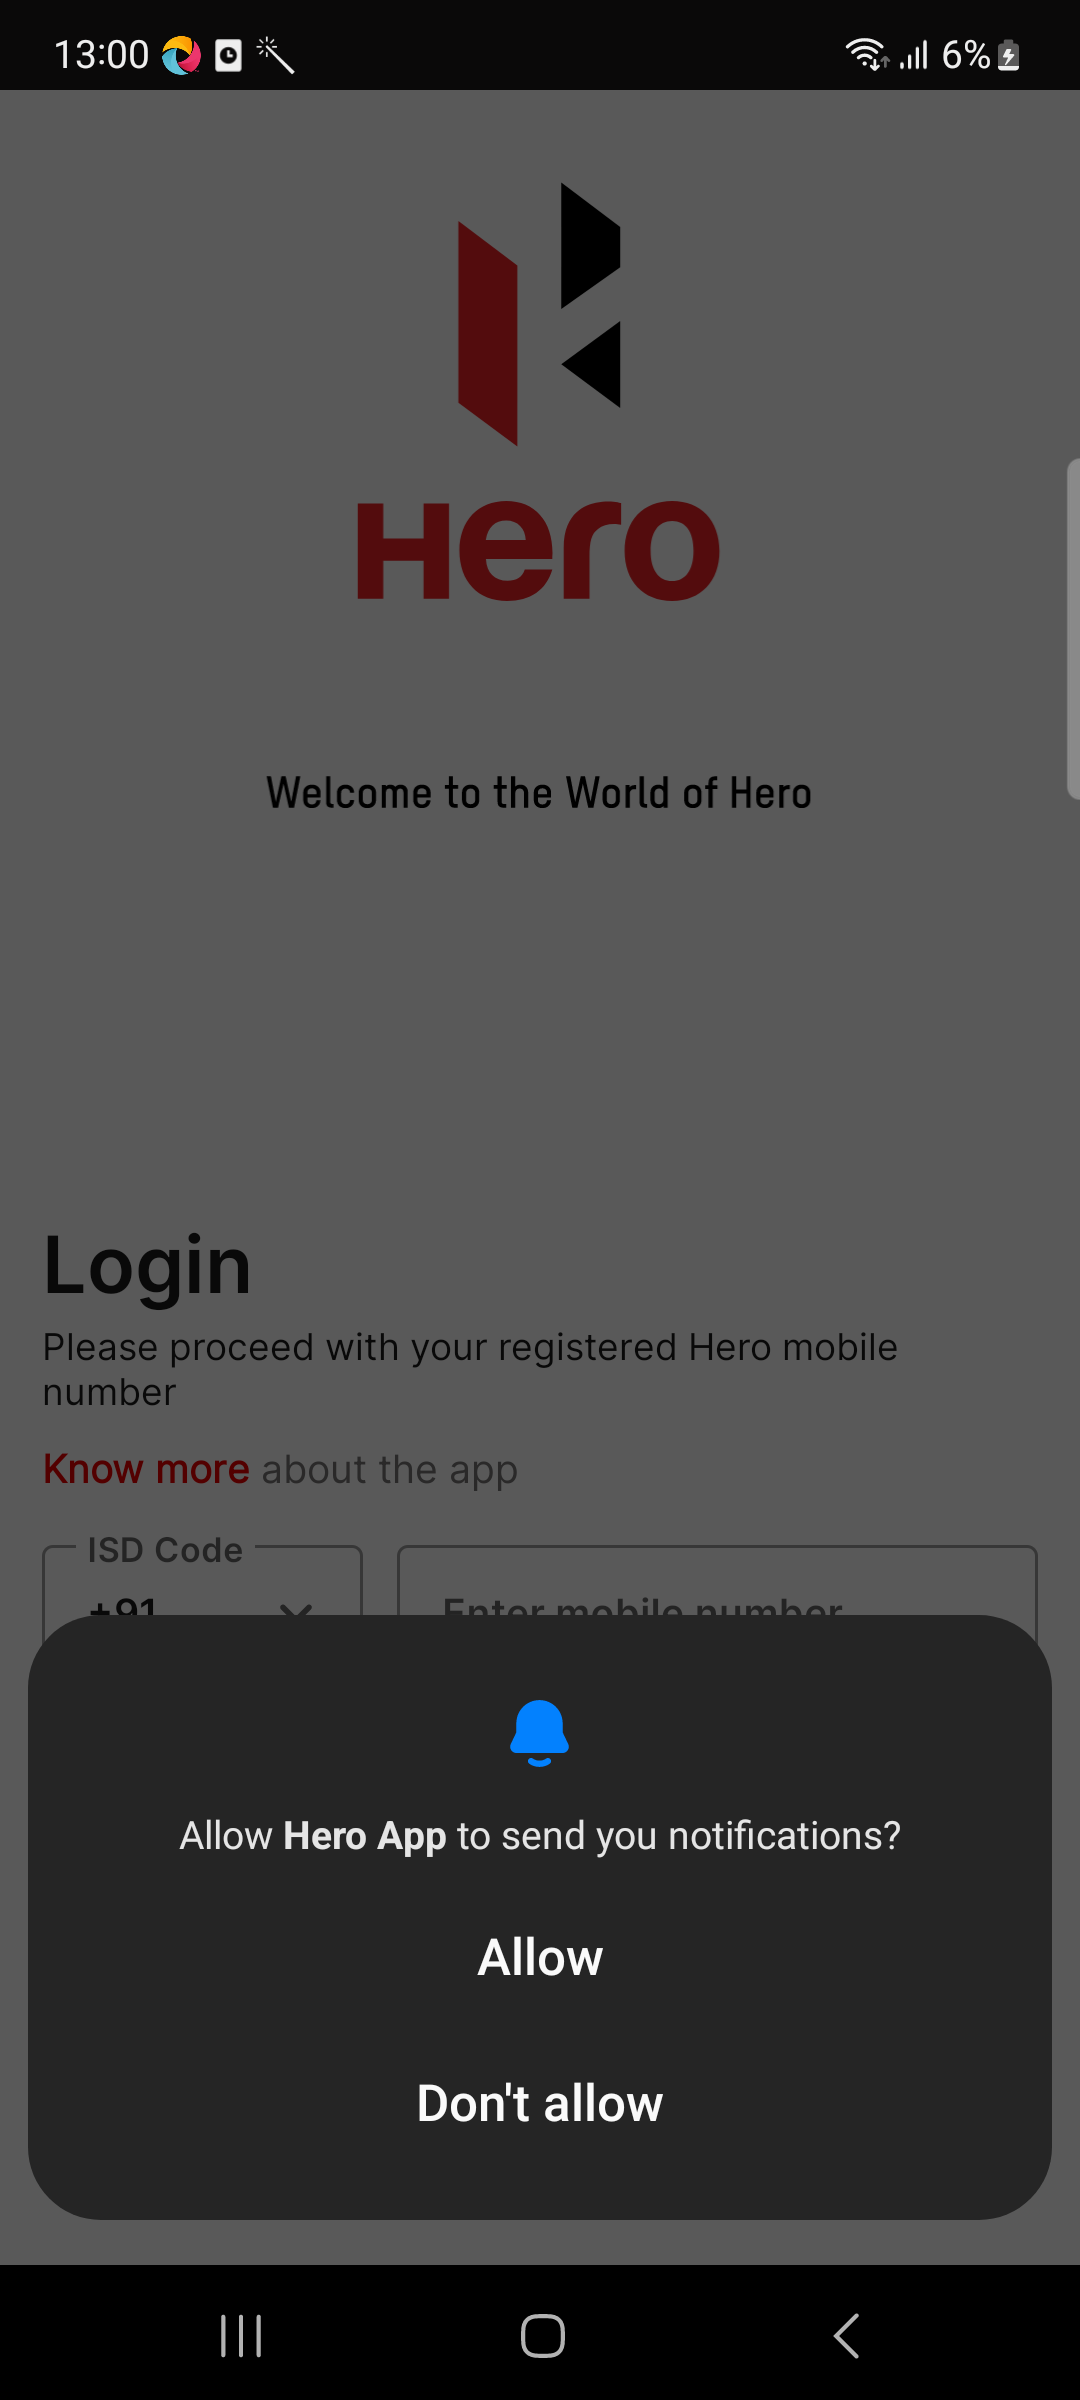 13:00
6%
Hero
Welcome to the World of Hero
Login
Please proceed with your registered Hero mobile
number
Know more about the app
ISD Code
+91
Enter mobile number
Allow Hero App to send you notifications?
Allow
Don't allow